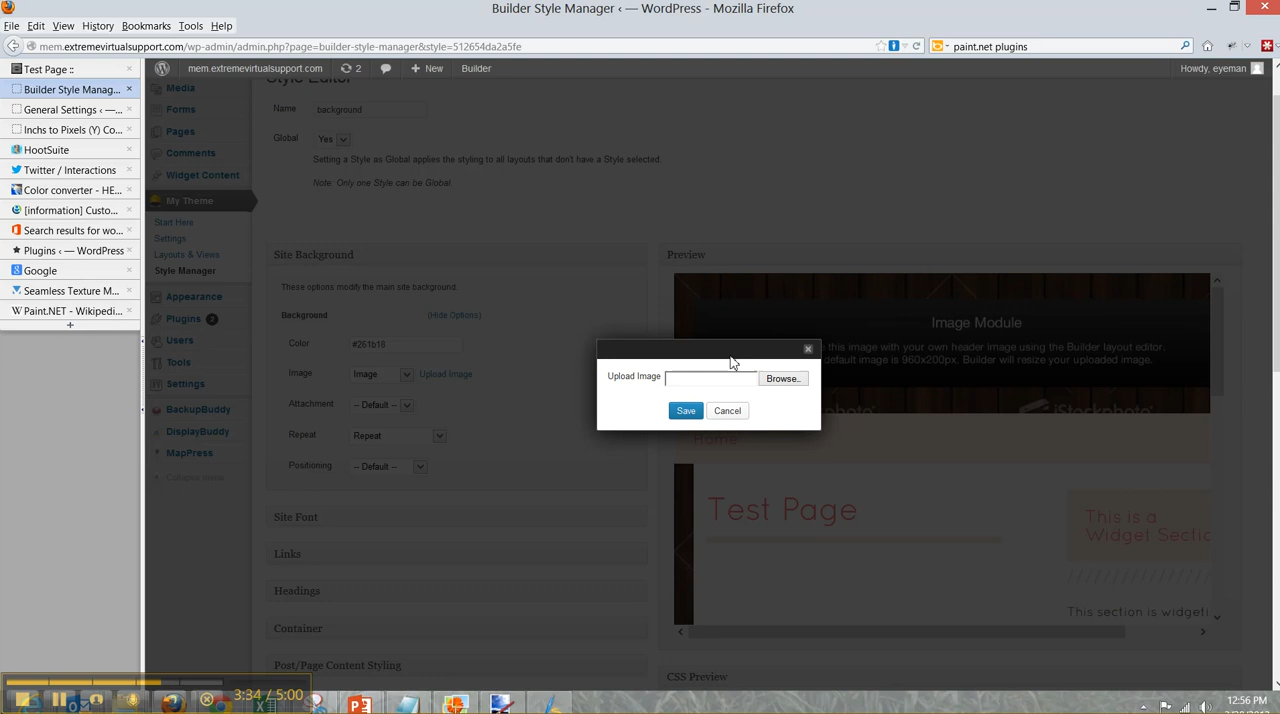 Builder Style Manager ‹ — WordPress - Mozilla Firefox
File Edit View History Bookmarks Tools Help
mem.extremevirtualsupport.com/wp-admin/admin.php?page=builder-style-manager&style=512654da2a5fe
paint.net plugins
Test Page ::
mem.extremevirtualsupport.com 2 New Builder Howdy, eyeman
Builder Style Manag...
General Settings ‹ —...
Inchs to Pixels (Y) Co...
HootSuite
Twitter / Interactions
Color converter - HE...
[information] Custo...
Search results for wo...
Plugins ‹ — WordPress
Google
Seamless Texture M...
Paint.NET - Wikipedi...
+
Media
Forms
Pages
Comments
Widget Content
My Theme
Start Here
Settings
Layouts & Views
Style Manager
Appearance
Plugins 2
Users
Tools
Settings
BackupBuddy
DisplayBuddy
MapPress
Collapse menu
Style Editor
Name background
Global Yes
Setting a Style as Global applies the styling to all layouts that don't have a Style selected.
Note: Only one Style can be Global
Site Background
These options modify the main site background.
Background (Hide Options)
Color #261b18
Image Image Upload Image
Attachment -- Default --
Repeat Repeat
Positioning -- Default --
Site Font
Links
Headings
Container
Post/Page Content Styling
Preview
Image Module
this image with your own header image using the Builder layout editor.
default image is 960x200px. Builder will resize your uploaded image.
iStockphoto
Home
Test Page
This is a
Widget Sectio
This section is widgeti
CSS Preview
Upload Image Browse..
Save Cancel
3:34 / 5:00
12:56 PM